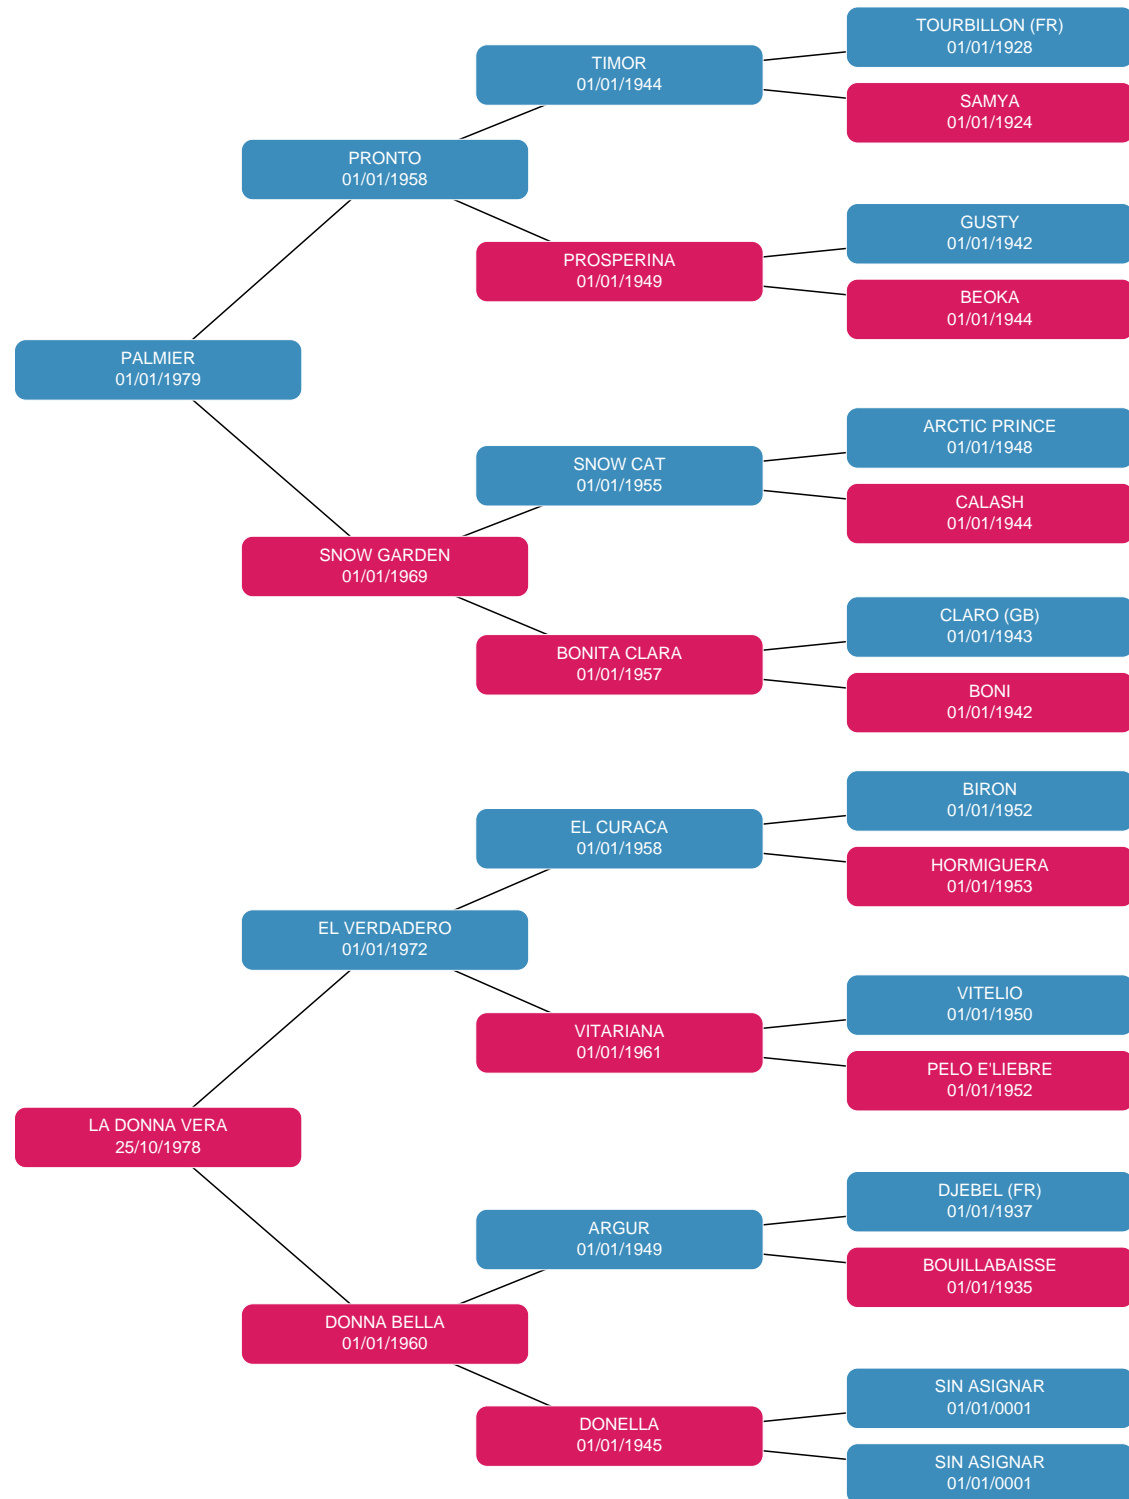 TOURBILLON (FR)
01/01/1928
TIMOR
01/01/1944
SAMYA
01/01/1924
PRONTO
01/01/1958
GUSTY
01/01/1942
PROSPERINA
01/01/1949
BEOKA
01/01/1944
PALMIER
01/01/1979
ARCTIC PRINCE
01/01/1948
SNOW CAT
01/01/1955
CALASH
01/01/1944
SNOW GARDEN
01/01/1969
CLARO (GB)
01/01/1943
BONITA CLARA
01/01/1957
BONI
01/01/1942
BIRON
01/01/1952
EL CURACA
01/01/1958
HORMIGUERA
01/01/1953
EL VERDADERO
01/01/1972
VITELIO
01/01/1950
VITARIANA
01/01/1961
PELO E'LIEBRE
01/01/1952
LA DONNA VERA
25/10/1978
DJEBEL (FR)
01/01/1937
ARGUR
01/01/1949
BOUILLABAISSE
01/01/1935
DONNA BELLA
01/01/1960
SIN ASIGNAR
01/01/0001
DONELLA
01/01/1945
SIN ASIGNAR
01/01/0001